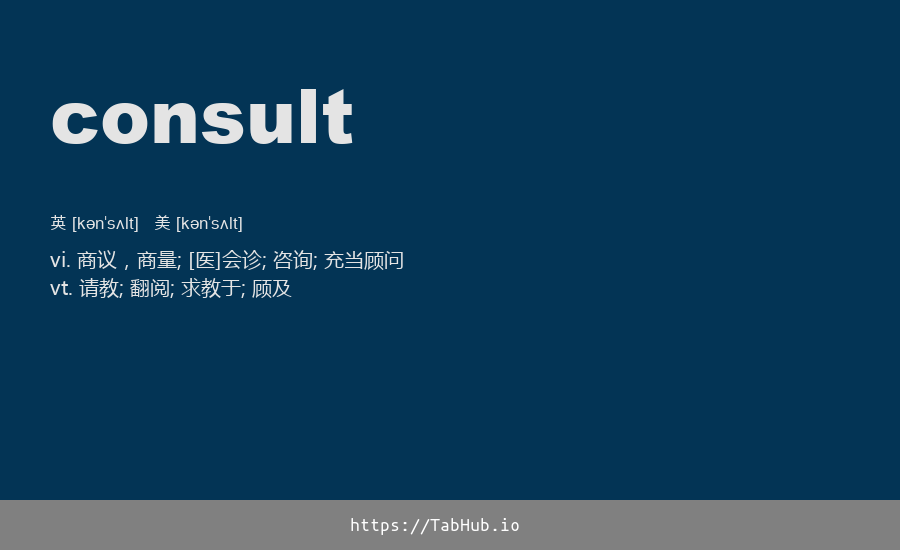 consult
英 [kən'sʌlt] 美 [kən'sʌlt]
vi. 商议，商量; [医]会诊; 咨询; 充当顾问
vt. 请教; 翻阅; 求教于; 顾及
https://TabHub.io